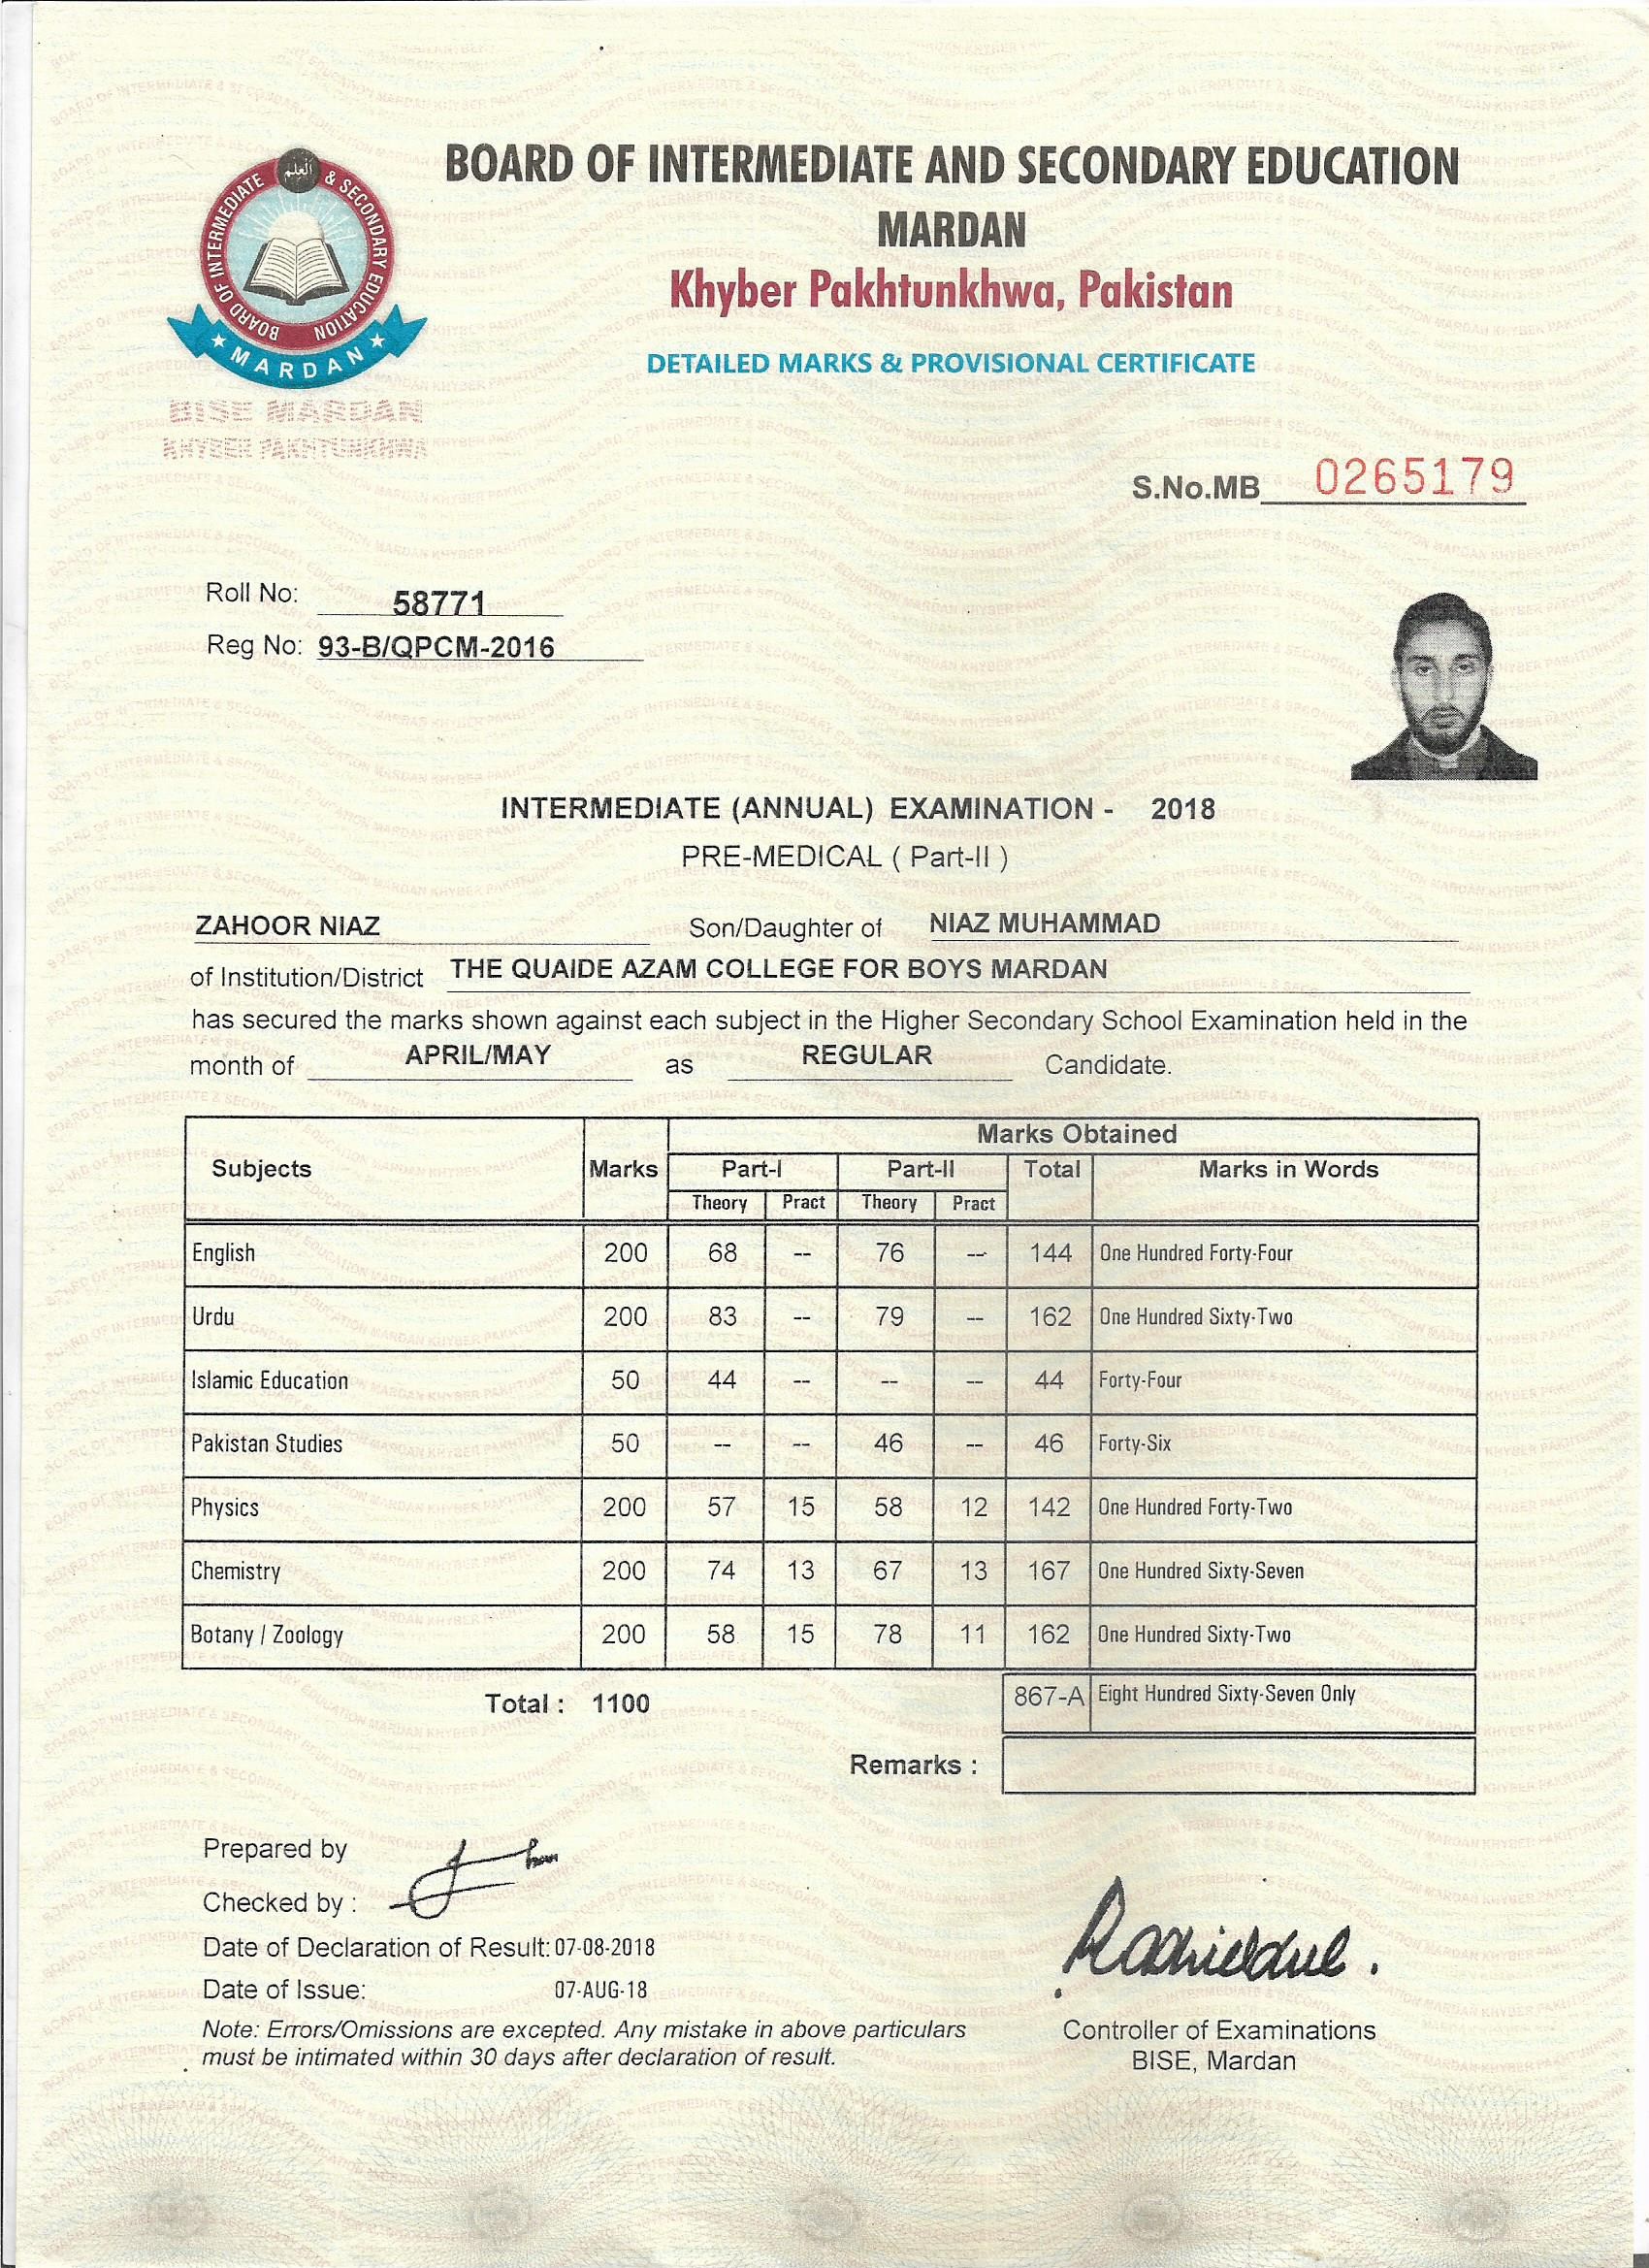 BOARD OF INTERMEDIATE AND SECONDARY EDUCATION
MARDAN
Khyber Pakhtunkhwa, Pakistan
DETAILED MARKS & PROVISIONAL CERTIFICATE
BOARD OF INTERMEDIATE & SECONDARY EDUCATION
العلم
★ MARDAN ★
BISE MARDAN
KHYBER PAKHTUNKHWA
S.No.MB 0265179
Roll No: 58771
Reg No: 93-B/QPCM-2016
INTERMEDIATE (ANNUAL) EXAMINATION - 2018
PRE-MEDICAL ( Part-II )
ZAHOOR NIAZ Son/Daughter of NIAZ MUHAMMAD
of Institution/District THE QUAIDE AZAM COLLEGE FOR BOYS MARDAN
has secured the marks shown against each subject in the Higher Secondary School Examination held in the
month of APRIL/MAY as REGULAR Candidate.
Marks Obtained
Subjects Marks Part-I Part-II Total Marks in Words
Theory Pract Theory Pract
English 200 68 -- 76 -- 144 One Hundred Forty-Four
Urdu 200 83 -- 79 -- 162 One Hundred Sixty-Two
Islamic Education 50 44 -- -- -- 44 Forty-Four
Pakistan Studies 50 -- -- 46 -- 46 Forty-Six
Physics 200 57 15 58 12 142 One Hundred Forty-Two
Chemistry 200 74 13 67 13 167 One Hundred Sixty-Seven
Botany / Zoology 200 58 15 78 11 162 One Hundred Sixty-Two
Total : 1100 867-A Eight Hundred Sixty-Seven Only
Remarks :
Prepared by
Checked by :
Date of Declaration of Result: 07-08-2018
Date of Issue: 07-AUG-18
Note: Errors/Omissions are excepted. Any mistake in above particulars
must be intimated within 30 days after declaration of result.
Controller of Examinations
BISE, Mardan